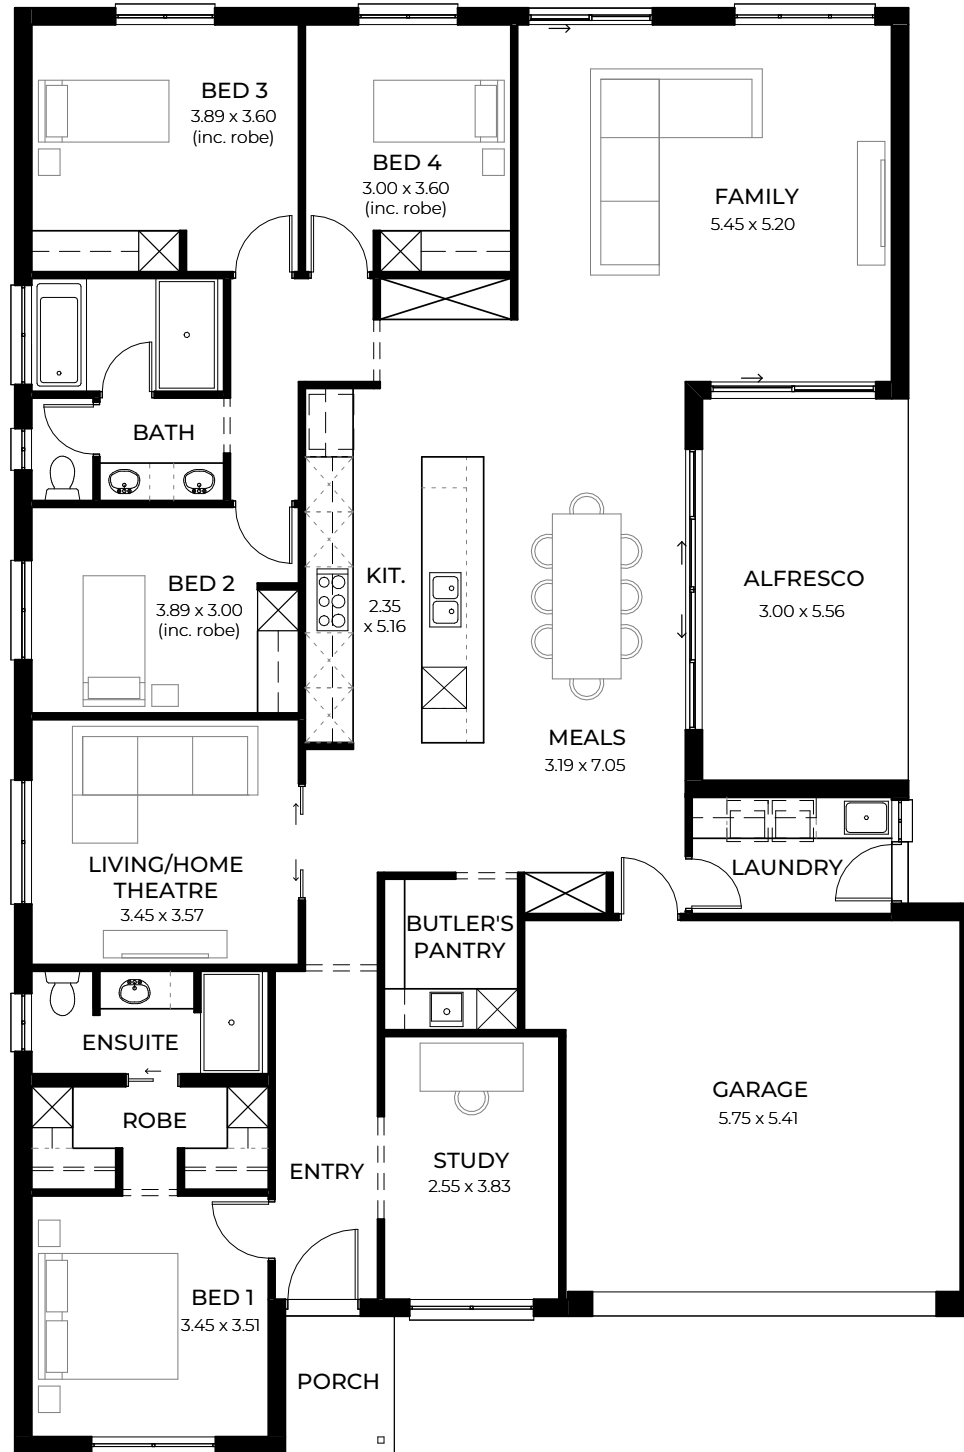 BED 3
3.89 x 3.60
(inc. robe)
BED 4
3.00 x 3.60
(inc. robe)
FAMILY
5.45 x 5.20
BATH
BED 2
3.89 x 3.00
(inc. robe)
KIT.
2.35
x 5.16
ALFRESCO
3.00 x 5.56
MEALS
3.19 x 7.05
LIVING/HOME
THEATRE
3.45 x 3.57
LAUNDRY
BUTLER'S
PANTRY
ENSUITE
ROBE
ENTRY
STUDY
2.55 x 3.83
GARAGE
5.75 x 5.41
BED 1
3.45 x 3.51
PORCH